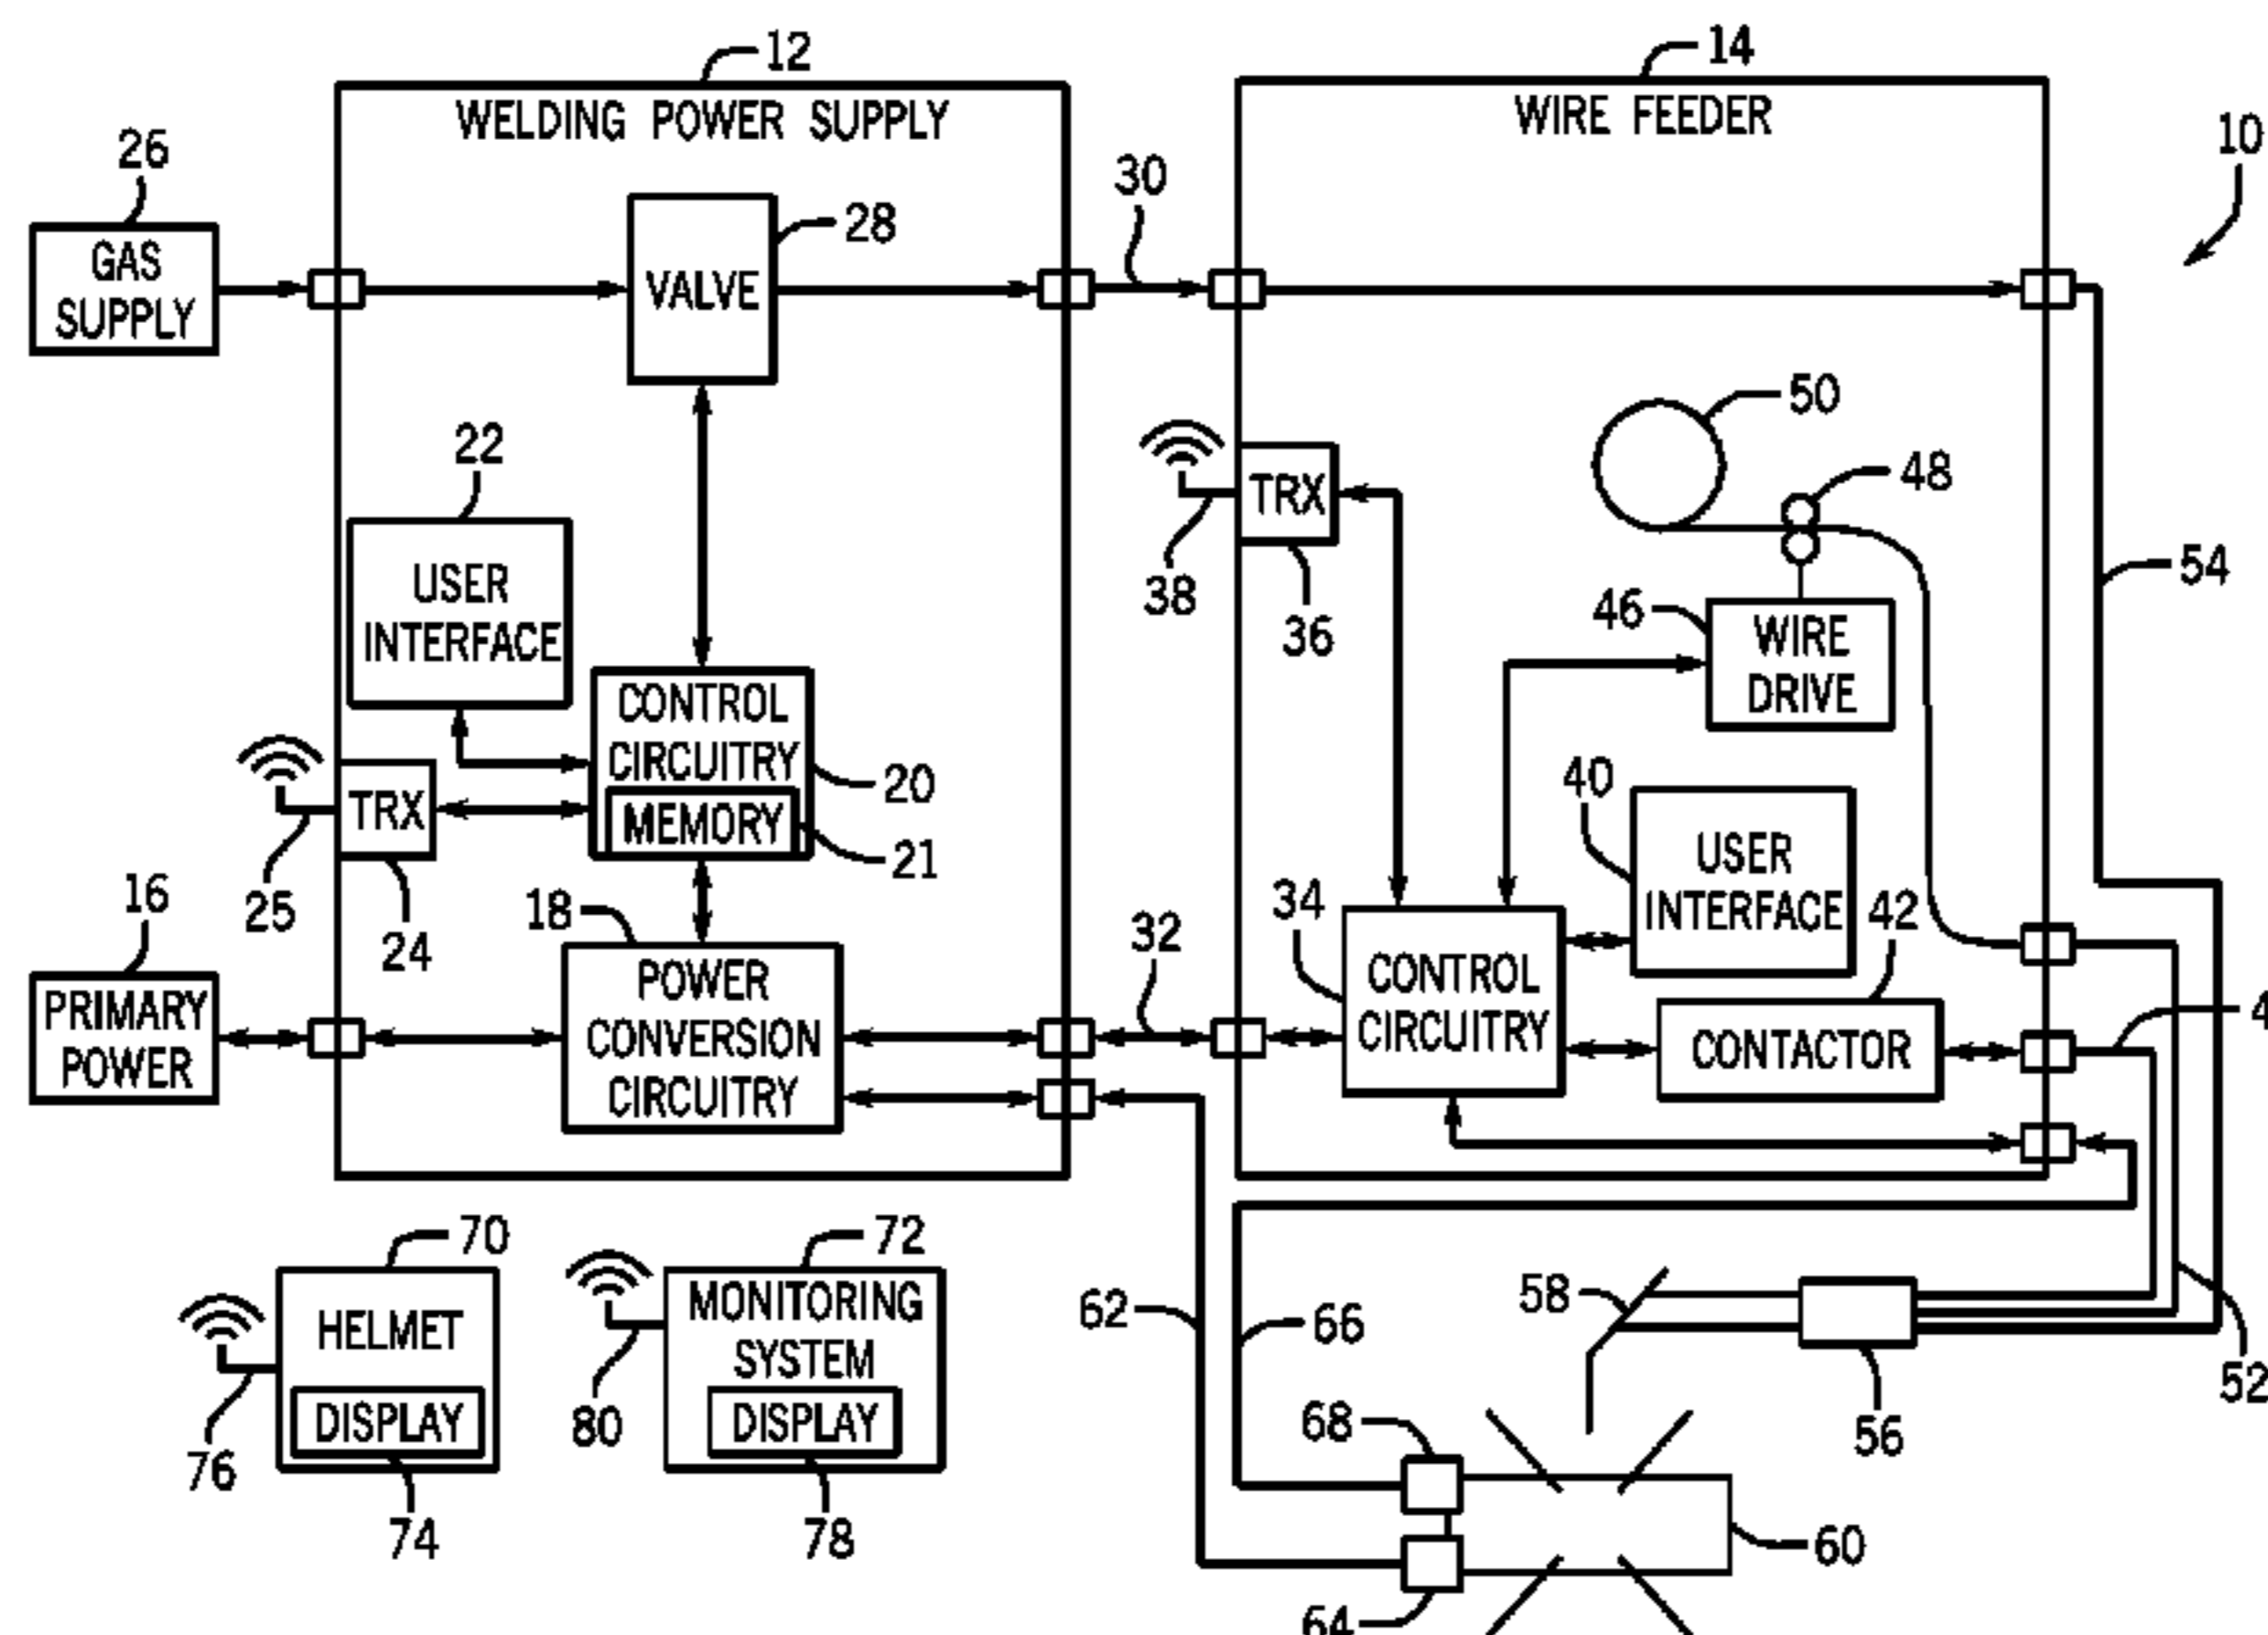 12
WELDING POWER SUPPLY
14
WIRE FEEDER
10
26
GAS
SUPPLY
28
VALVE
30
50
48
22
USER
INTERFACE
TRX
38
36
54
46
WIRE
DRIVE
CONTROL
CIRCUITRY
20
MEMORY
21
TRX
25
24
40
USER
INTERFACE
16
PRIMARY
POWER
18
POWER
CONVERSION
CIRCUITRY
32
34
CONTROL
CIRCUITRY
42
CONTACTOR
70
HELMET
DISPLAY
76
74
72
MONITORING
SYSTEM
DISPLAY
80
78
62
66
58
52
56
68
60
64